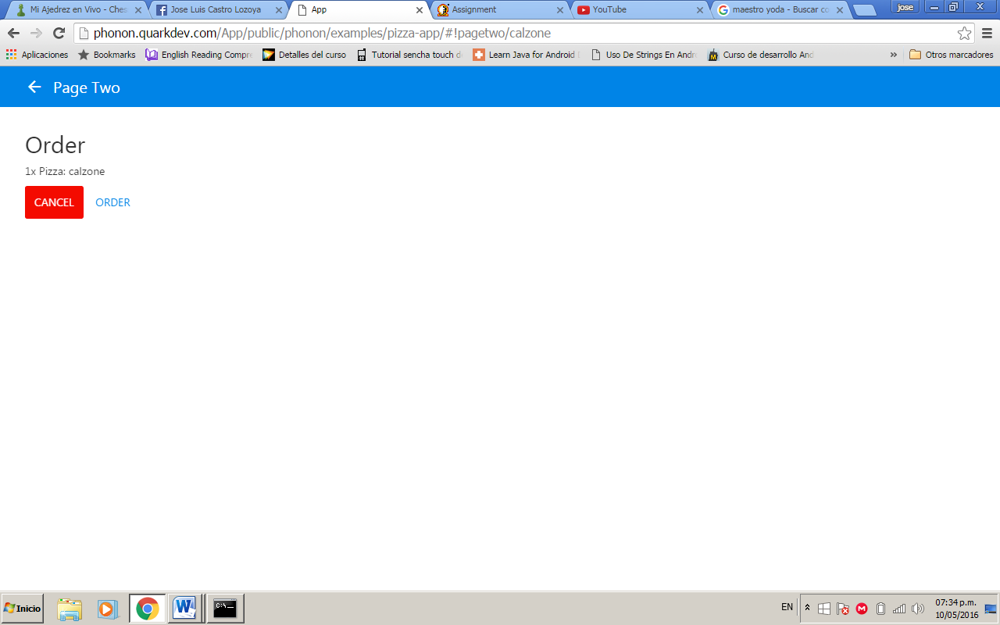 Mi Ajedrez en Vivo - Ches
Jose Luis Castro Lozoya
App
Assignment
YouTube
maestro yoda - Buscar co
jose
phonon.quarkdev.com/App/public/phonon/examples/pizza-app/#!pagetwo/calzone
Aplicaciones
Bookmarks
English Reading Compre
Detalles del curso
Tutorial sencha touch d
Learn Java for Android
Uso De Strings En Andr
Curso de desarrollo And
»
Otros marcadores
Page Two
Order
1x Pizza: calzone
CANCEL
ORDER
Inicio
EN
07:34 p.m.
10/05/2016